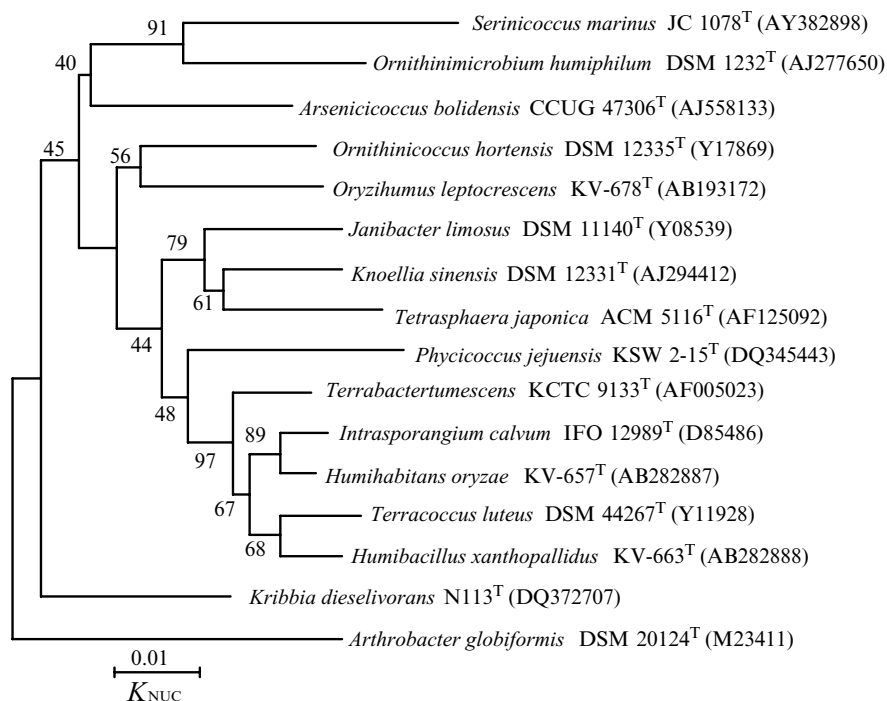 91
Serinicoccus marinus JC 1078T (AY382898)
40
Ornithinimicrobium humiphilum DSM 1232T (AJ277650)
Arsenicicoccus bolidensis CCUG 47306T (AJ558133)
45
56
Ornithinicoccus hortensis DSM 12335T (Y17869)
Oryzihumus leptocrescens KV-678T (AB193172)
79
Janibacter limosus DSM 11140T (Y08539)
Knoellia sinensis DSM 12331T (AJ294412)
61
Tetrasphaera japonica ACM 5116T (AF125092)
44
Phycicoccus jejuensis KSW 2-15T (DQ345443)
48
Terrabactertumescens KCTC 9133T (AF005023)
89
Intrasporangium calvum IFO 12989T (D85486)
97
Humihabitans oryzae KV-657T (AB282887)
67
Terracoccus luteus DSM 44267T (Y11928)
68
Humibacillus xanthopallidus KV-663T (AB282888)
Kribbia dieselivorans N113T (DQ372707)
Arthrobacter globiformis DSM 20124T (M23411)
0.01
KNUC